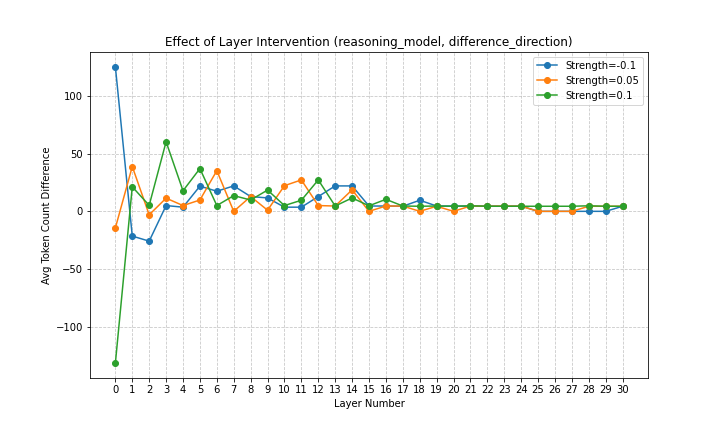 Effect of Layer Intervention (reasoning_model, difference_direction)
Strength=-0.1
Strength=0.05
Strength=0.1
Avg Token Count Difference
100
50
0
−50
−100
0 1 2 3 4 5 6 7 8 9 10 11 12 13 14 15 16 17 18 19 20 21 22 23 24 25 26 27 28 29 30
Layer Number